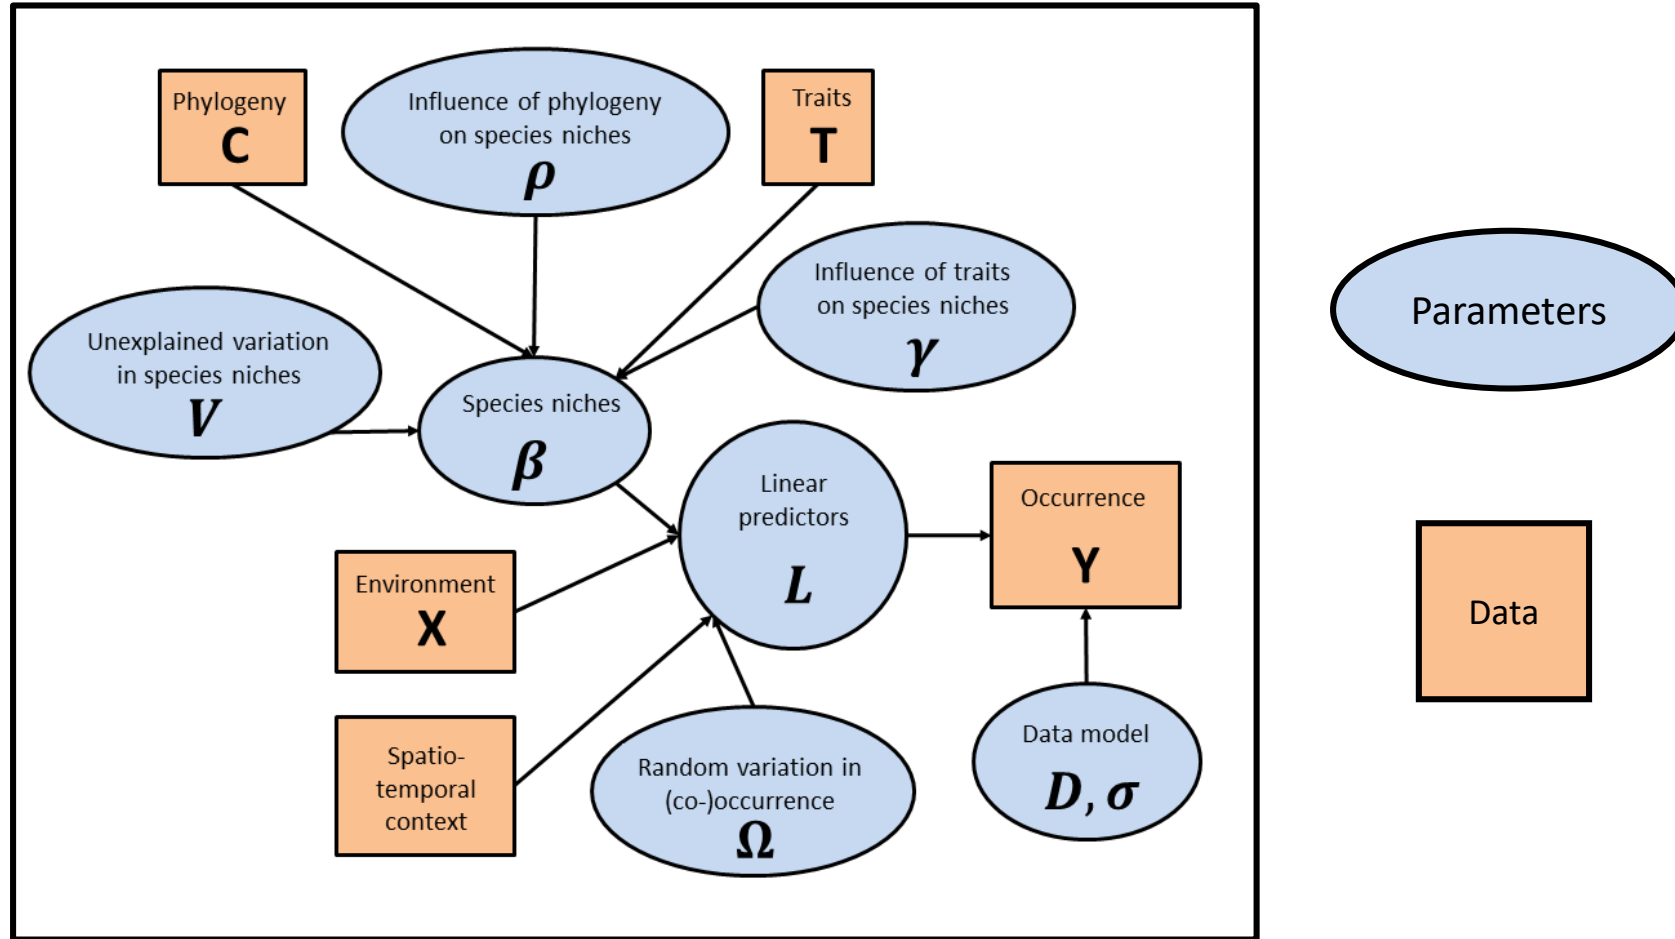 Phylogeny
C
Influence of phylogeny
on species niches
ρ
Traits
T
Influence of traits
on species niches
γ
Unexplained variation
in species niches
V
Species niches
β
Linear
predictors
L
Occurrence
Y
Environment
X
Spatio-
temporal
context
Random variation in
(co-)occurrence
Ω
Data model
D, σ
Parameters
Data